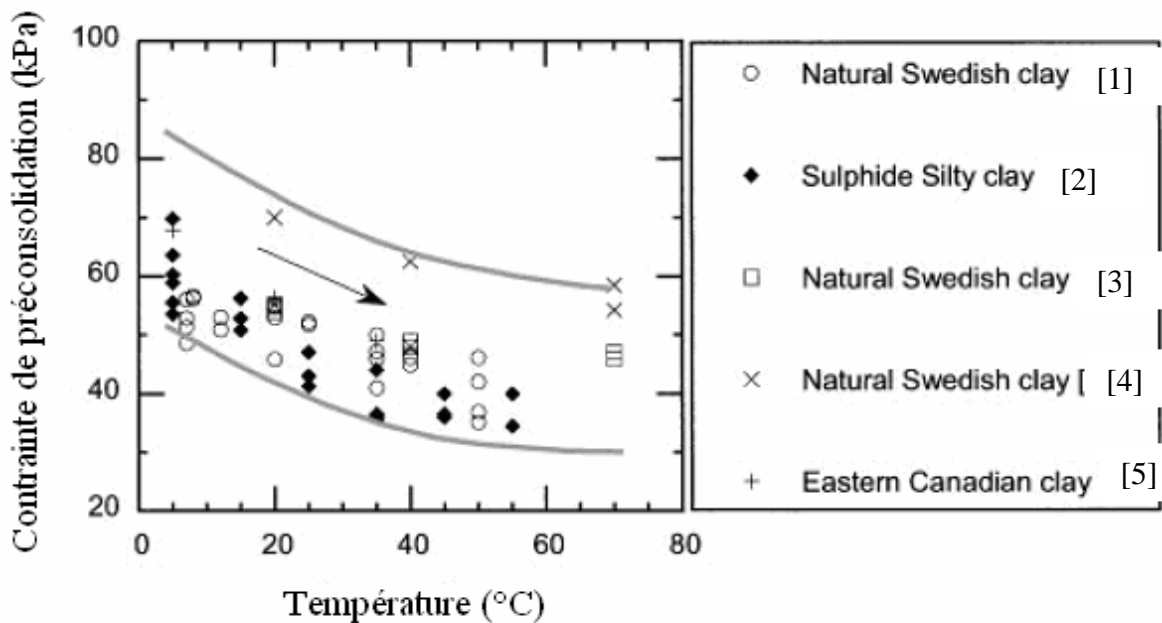 Contrainte de préconsolidation (kPa)
100
80
60
40
20
0 20 40 60 80
Température (°C)
Natural Swedish clay [1]
Sulphide Silty clay [2]
Natural Swedish clay [3]
Natural Swedish clay [ [4]
Eastern Canadian clay [5]